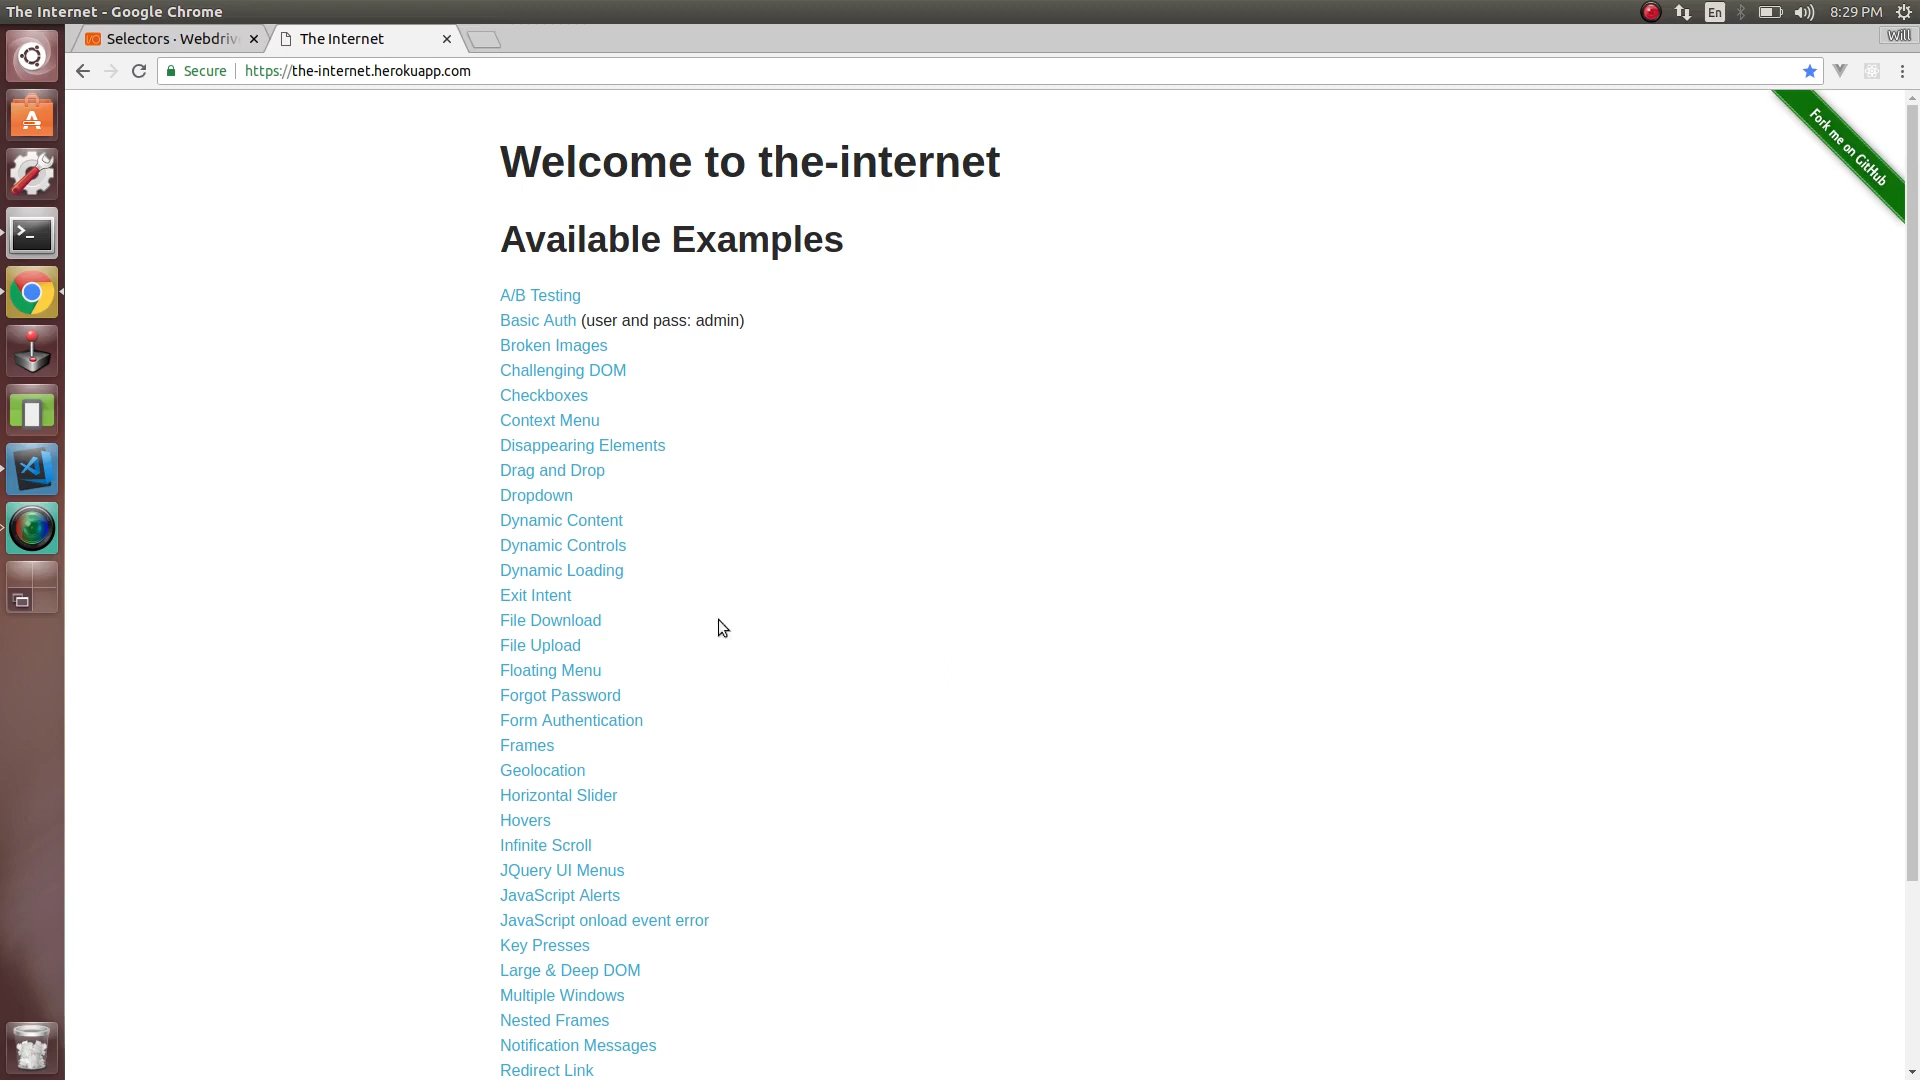 The Internet - Google Chrome
En
8:29 PM
Selectors · Webdriv
The Internet
Will
Secure
https://the-internet.herokuapp.com
Fork me on GitHub
Welcome to the-internet
Available Examples
A/B Testing
Basic Auth (user and pass: admin)
Broken Images
Challenging DOM
Checkboxes
Context Menu
Disappearing Elements
Drag and Drop
Dropdown
Dynamic Content
Dynamic Controls
Dynamic Loading
Exit Intent
File Download
File Upload
Floating Menu
Forgot Password
Form Authentication
Frames
Geolocation
Horizontal Slider
Hovers
Infinite Scroll
JQuery UI Menus
JavaScript Alerts
JavaScript onload event error
Key Presses
Large & Deep DOM
Multiple Windows
Nested Frames
Notification Messages
Redirect Link